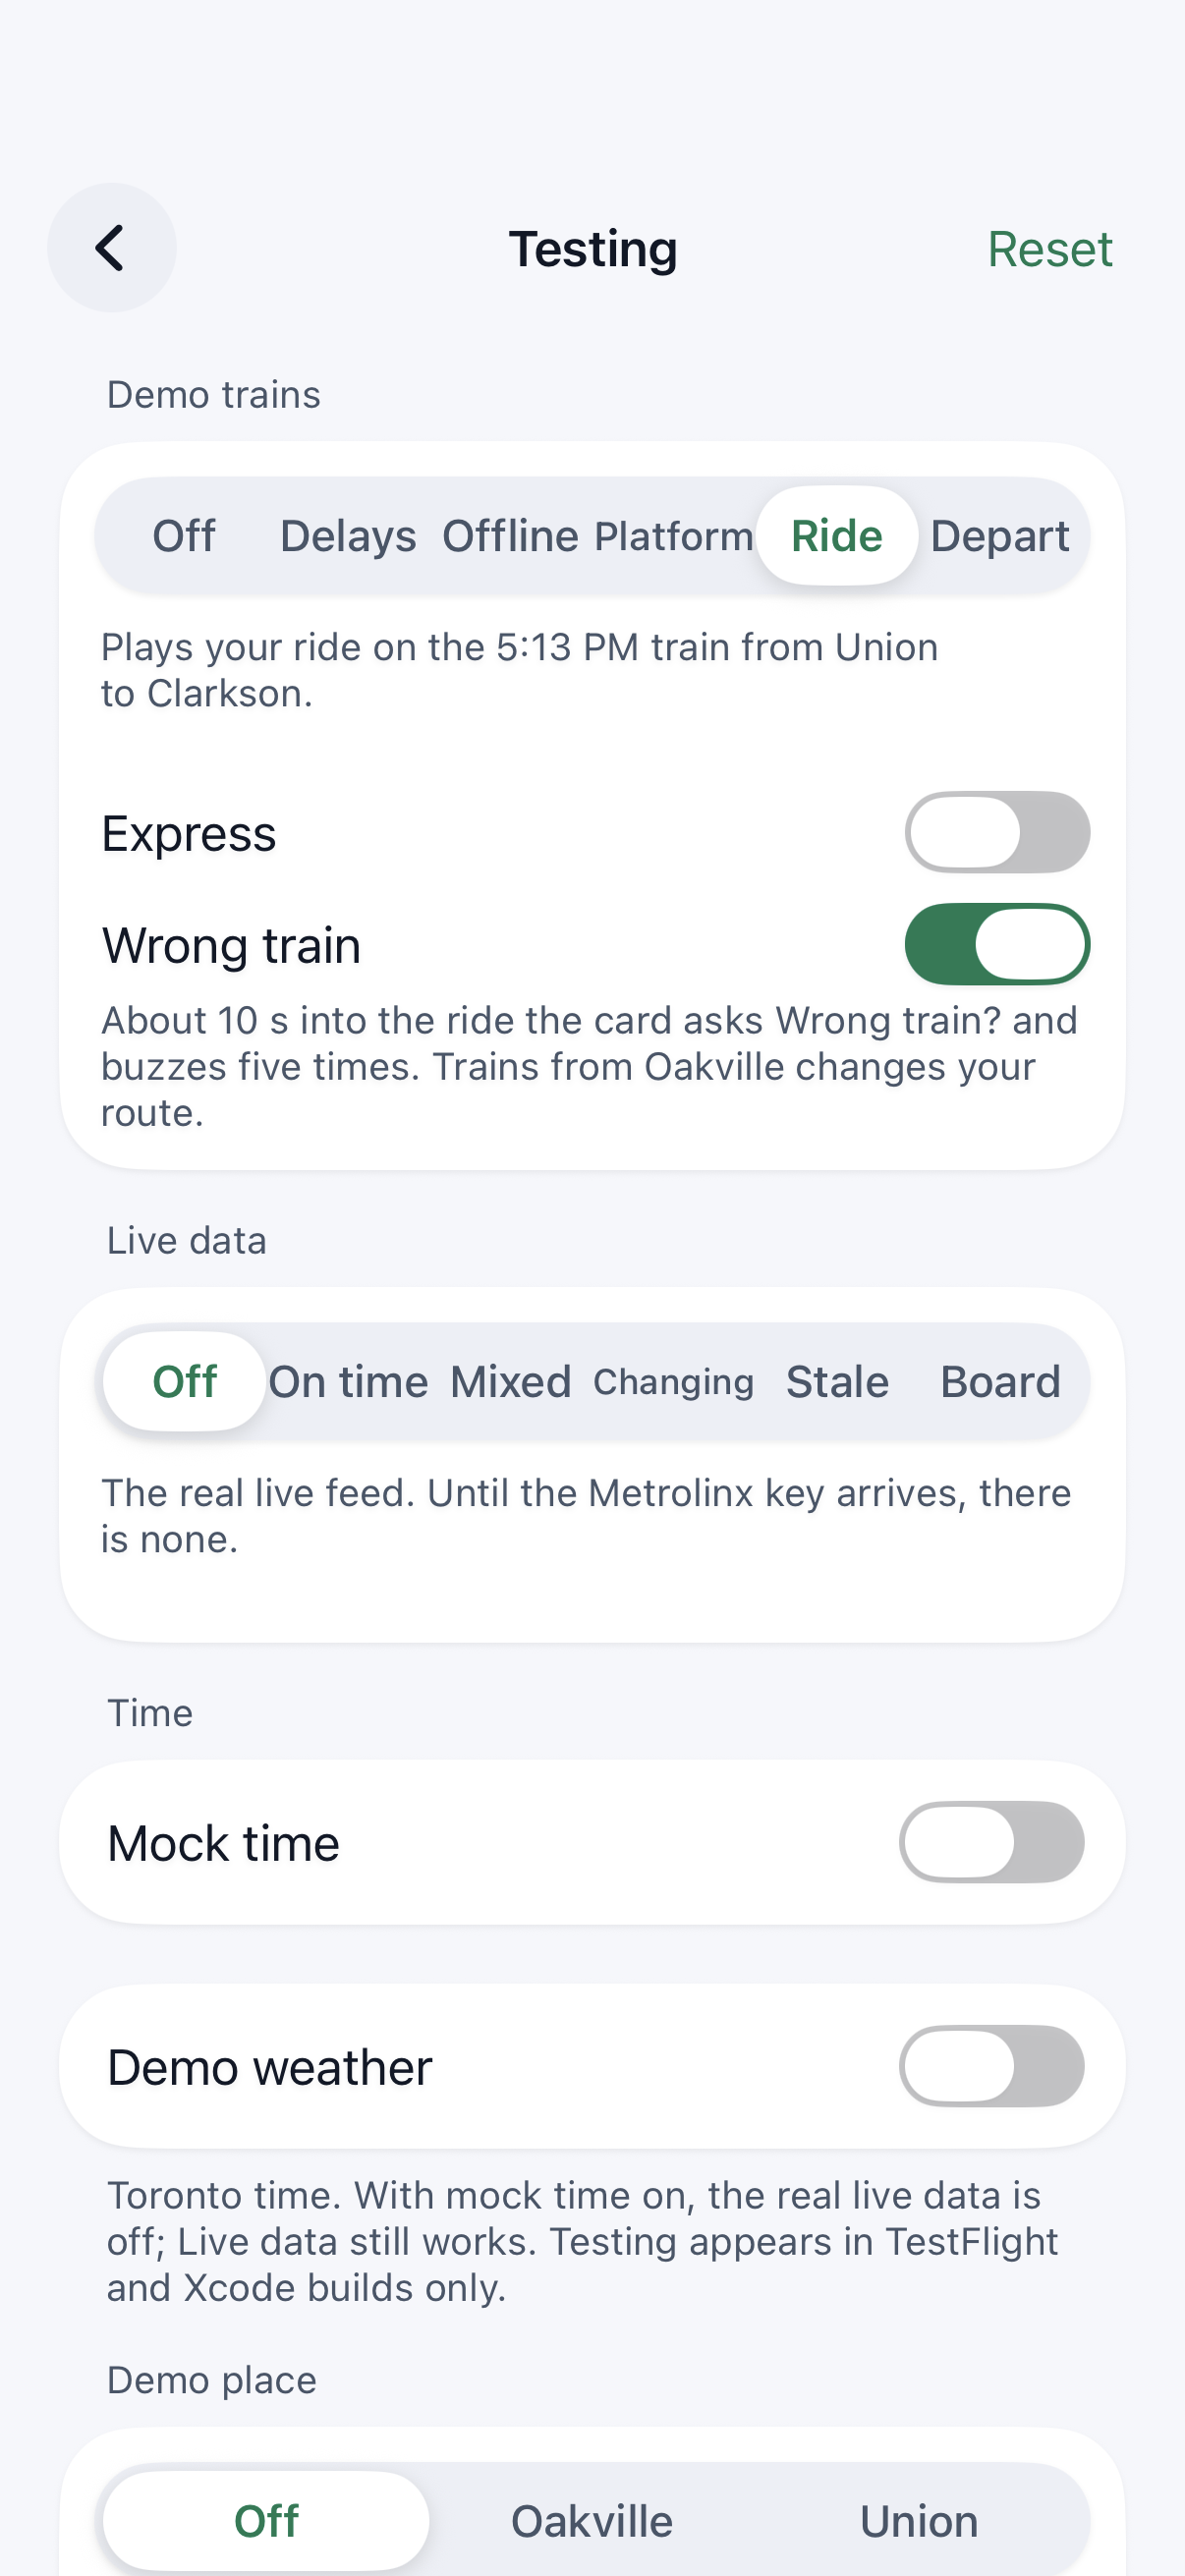 Testing
Reset
Demo trains
Off Delays Offline Platform Ride Depart
Plays your ride on the 5:13 PM train from Union
to Clarkson.
Express
Wrong train
About 10 s into the ride the card asks Wrong train? and
buzzes five times. Trains from Oakville changes your
route.
Live data
Off On time Mixed Changing Stale Board
The real live feed. Until the Metrolinx key arrives, there
is none.
Time
Mock time
Demo weather
Toronto time. With mock time on, the real live data is
off; Live data still works. Testing appears in TestFlight
and Xcode builds only.
Demo place
Off Oakville Union